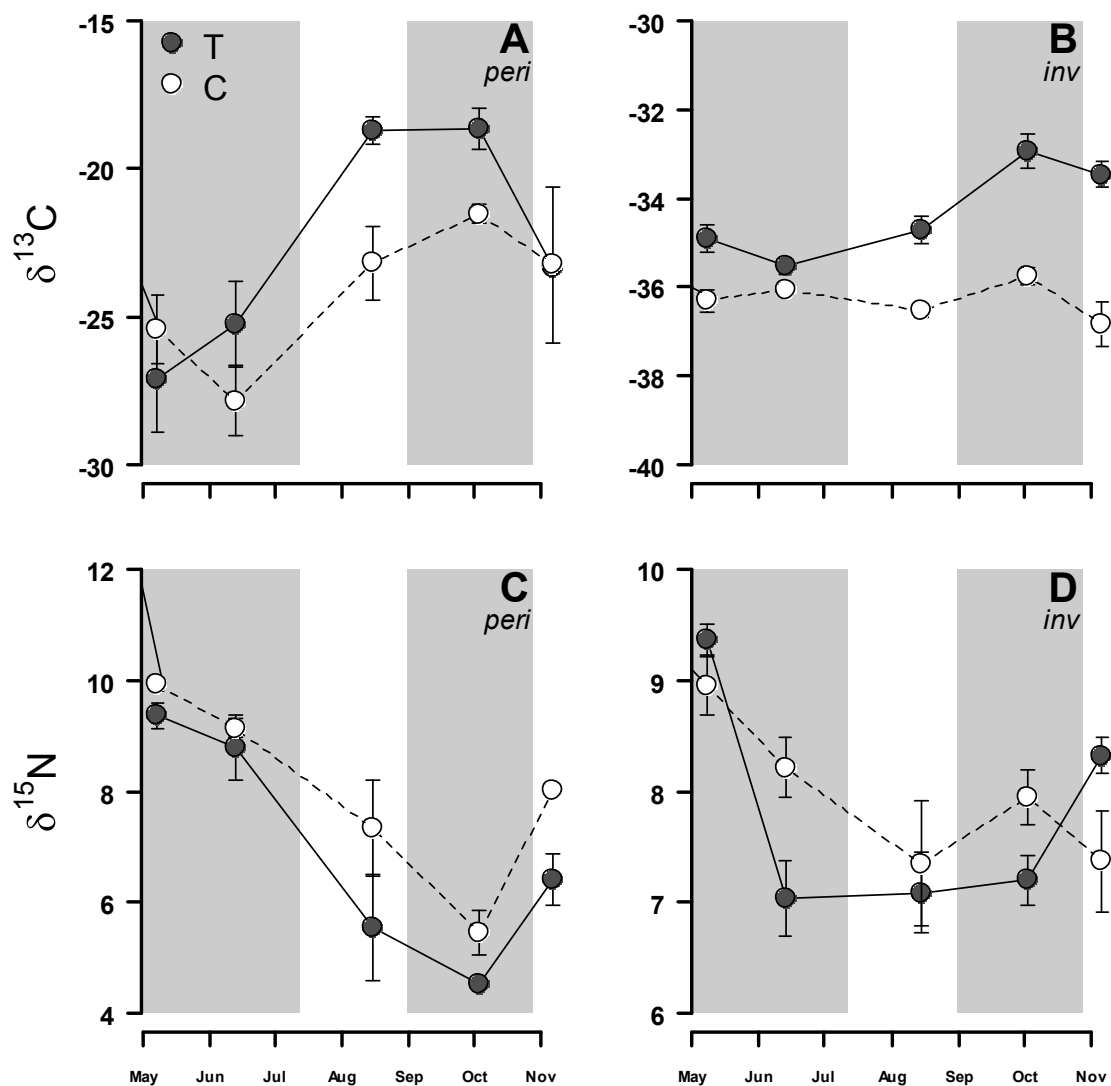 -15
-20
-25
-30
T
C
A
peri
δ13C
-30
-32
-34
-36
-38
-40
B
inv
12
10
8
6
4
C
peri
δ15N
May Jun Jul Aug Sep Oct Nov
10
9
8
7
6
D
inv
May Jun Jul Aug Sep Oct Nov